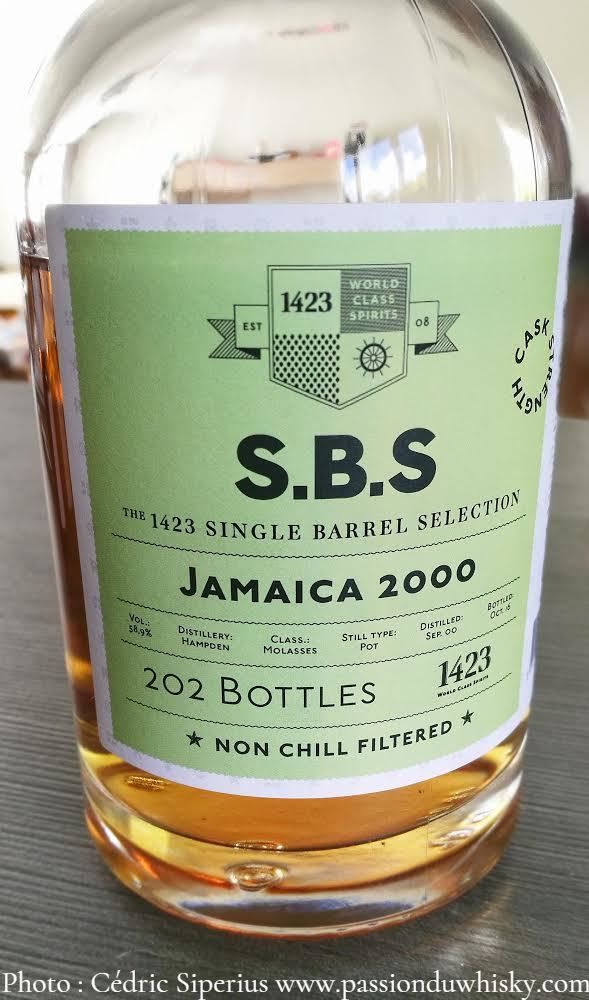 1423
WORLD
CLASS
SPIRITS
EST
08
CASK STRENGTH
S.B.S
THE 1423 SINGLE BARREL SELECTION
JAMAICA 2000
VOL.:
58,9%
DISTILLERY:
HAMPDEN
CLASS.:
MOLASSES
STILL TYPE:
POT
DISTILLED:
SEP. 00
BOTTLED:
OCT. 16
202 BOTTLES
1423
WORLD CLASS SPIRITS
★ NON CHILL FILTERED ★
Photo : Cédric Siperius www.passionduwhisky.com